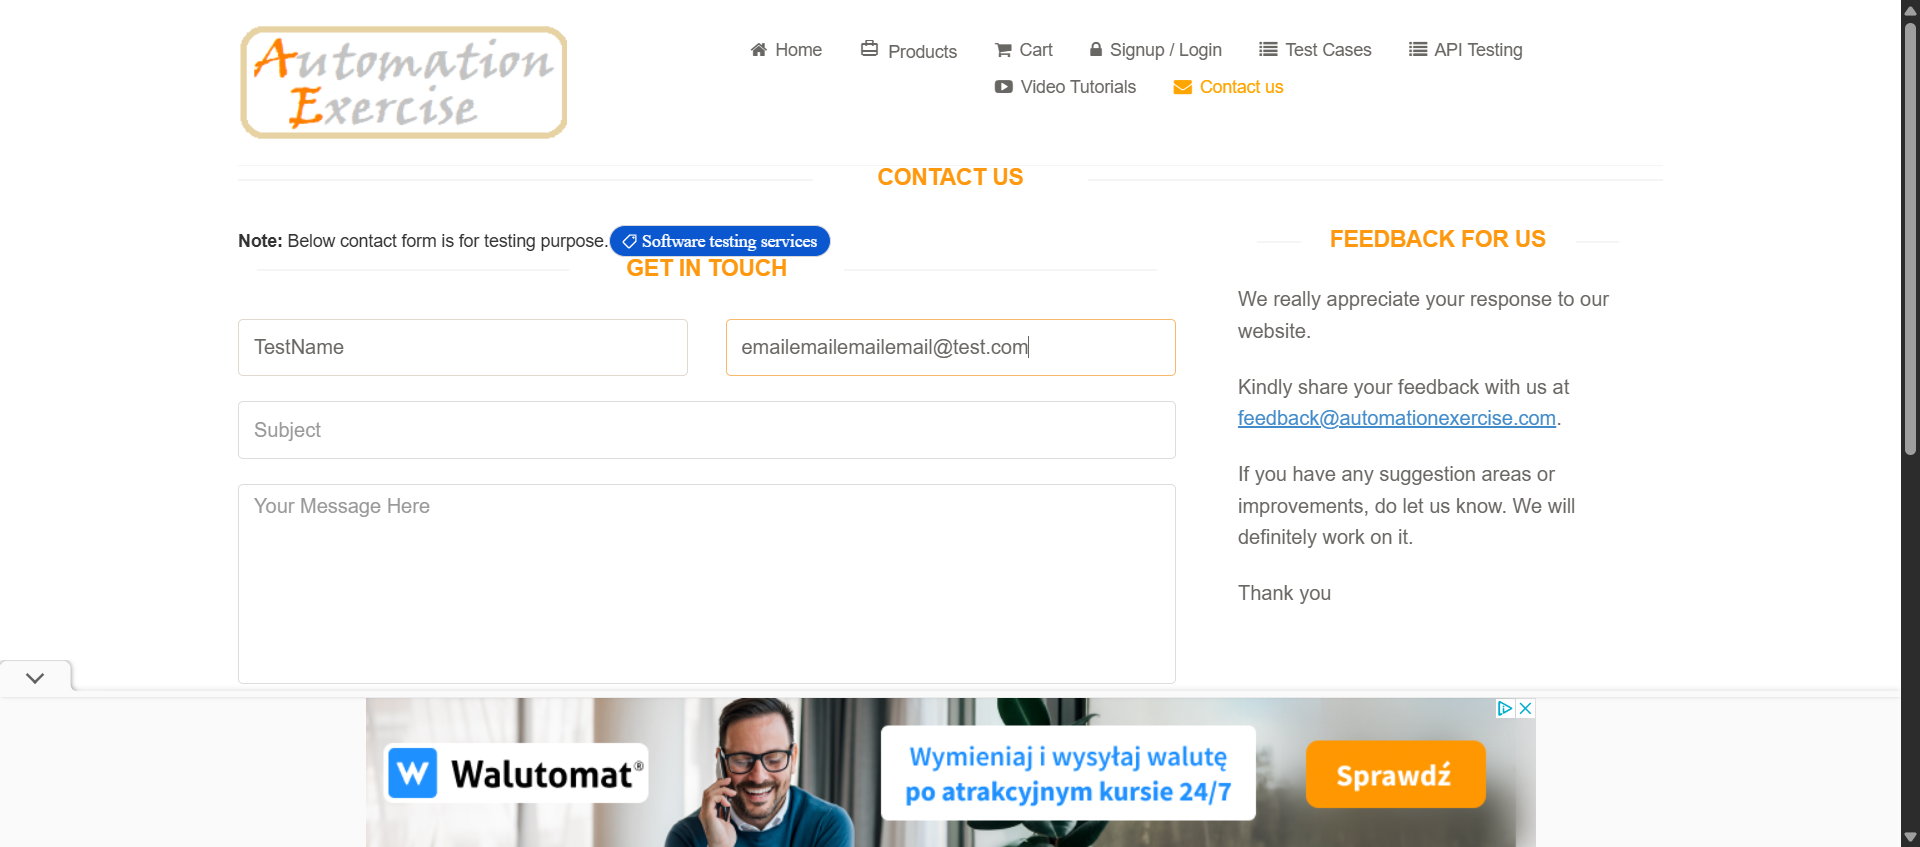 Automation
Exercise
Home
Products
Cart
Signup / Login
Test Cases
API Testing
Video Tutorials
Contact us
CONTACT US
Note: Below contact form is for testing purpose.
Software testing services
GET IN TOUCH
TestName
emailemailemailemail@test.com
Subject
Your Message Here
FEEDBACK FOR US
We really appreciate your response to our
website.
Kindly share your feedback with us at
feedback@automationexercise.com.
If you have any suggestion areas or
improvements, do let us know. We will
definitely work on it.
Thank you
W Walutomat®
Wymieniaj i wysyłaj walutę
po atrakcyjnym kursie 24/7
Sprawdź